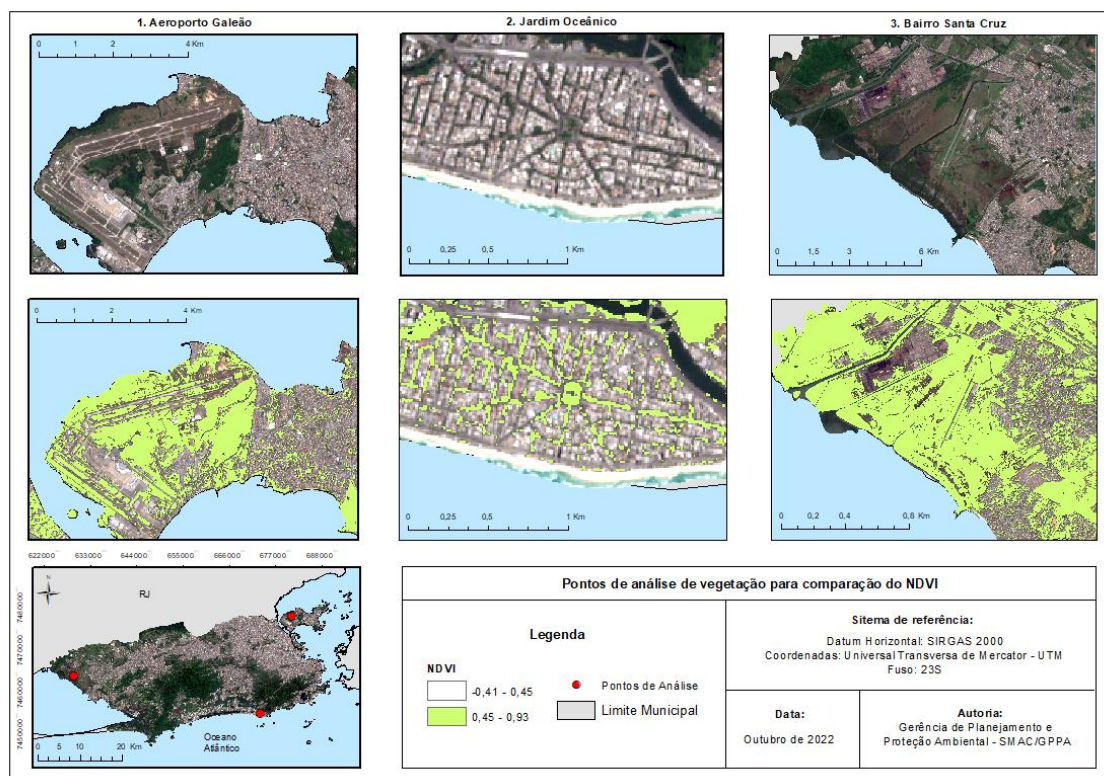 1. Aeroporto Galeão
2. Jardim Oceânico
3. Bairro Santa Cruz
0 2 4 Km
0 0,25 0,5 1 Km
0 1,5 3 6 Km
0 2 4 Km
0 0,25 0,5 1 Km
0 0,2 0,4 0,8 Km
622000 633000 644000 655000 666000 677000 688000
7480000
7470000
7460000
7450000
N
RJ
Oceano
Atlântico
0 5 10 20 Km
Pontos de análise de vegetação para comparação do NDVI
Legenda
NDVI
-0,41 - 0,45
0,45 - 0,93
Pontos de Análise
Limite Municipal
Sitema de referência:
Datum Horizontal: SIRGAS 2000
Coordenadas: Universal Transversa de Mercator - UTM
Fuso: 23S
Data:
Outubro de 2022
Autoria:
Gerência de Planejamento e
Proteção Ambiental - SMAC/GPPA